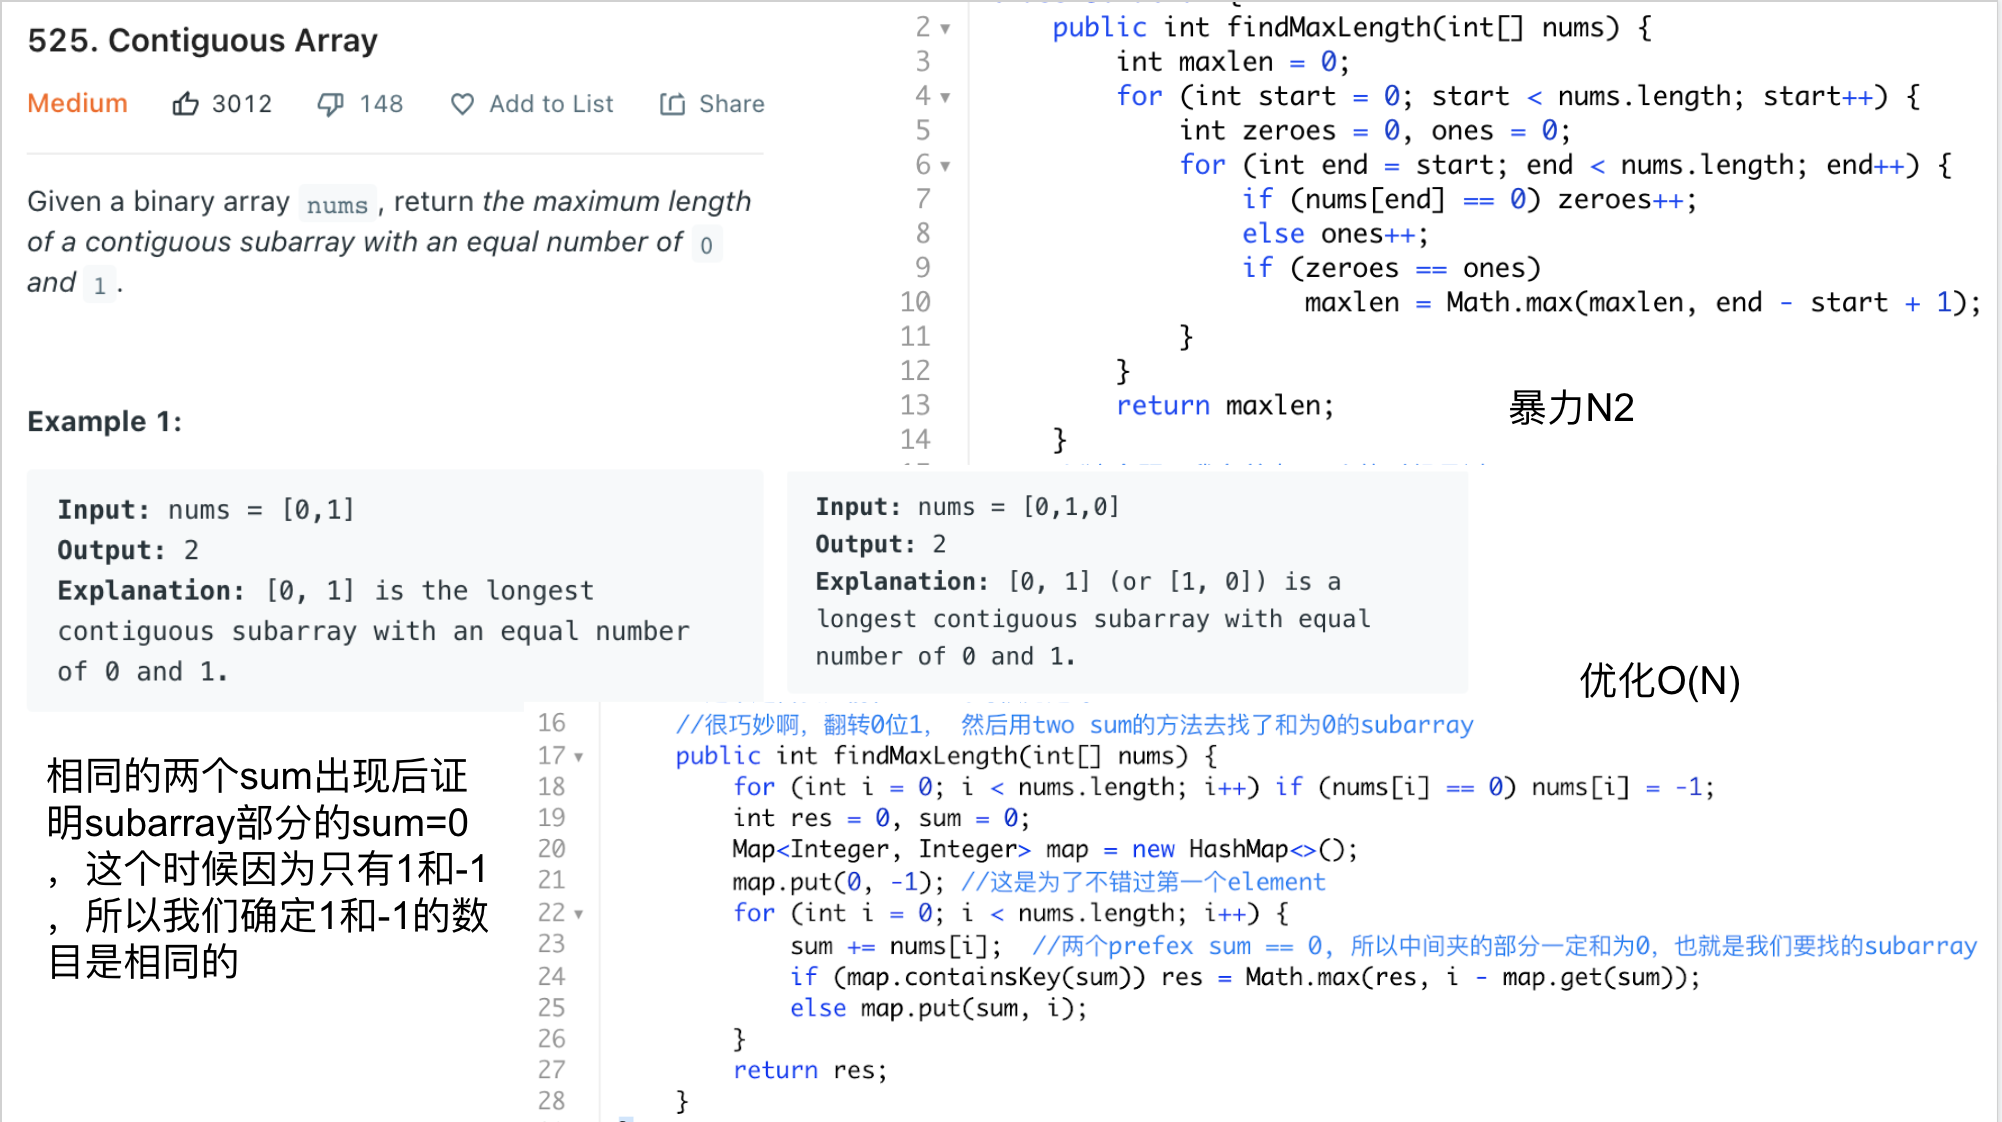 525. Contiguous Array
Medium 3012 148 Add to List Share
Given a binary array nums , return the maximum length
of a contiguous subarray with an equal number of 0
and 1 .
Example 1:
Input: nums = [0,1]
Output: 2
Explanation: [0, 1] is the longest
contiguous subarray with an equal number
of 0 and 1.
2 public int findMaxLength(int[] nums) {
3 int maxlen = 0;
4 for (int start = 0; start < nums.length; start++) {
5 int zeroes = 0, ones = 0;
6 for (int end = start; end < nums.length; end++) {
7 if (nums[end] == 0) zeroes++;
8 else ones++;
9 if (zeroes == ones)
10 maxlen = Math.max(maxlen, end - start + 1);
11 }
12 }
13 return maxlen;
14 }
暴力N2
Input: nums = [0,1,0]
Output: 2
Explanation: [0, 1] (or [1, 0]) is a
longest contiguous subarray with equal
number of 0 and 1.
优化O(N)
16 //很巧妙啊，翻转0位1， 然后用two sum的方法去找了和为0的subarray
17 public int findMaxLength(int[] nums) {
18 for (int i = 0; i < nums.length; i++) if (nums[i] == 0) nums[i] = -1;
19 int res = 0, sum = 0;
20 Map<Integer, Integer> map = new HashMap<>();
21 map.put(0, -1); //这是为了不错过第一个element
22 for (int i = 0; i < nums.length; i++) {
23 sum += nums[i]; //两个prefex sum == 0，所以中间夹的部分一定和为0，也就是我们要找的subarray
24 if (map.containsKey(sum)) res = Math.max(res, i - map.get(sum));
25 else map.put(sum, i);
26 }
27 return res;
28 }
相同的两个sum出现后证
明subarray部分的sum=0
，这个时候因为只有1和-1
，所以我们确定1和-1的数
目是相同的